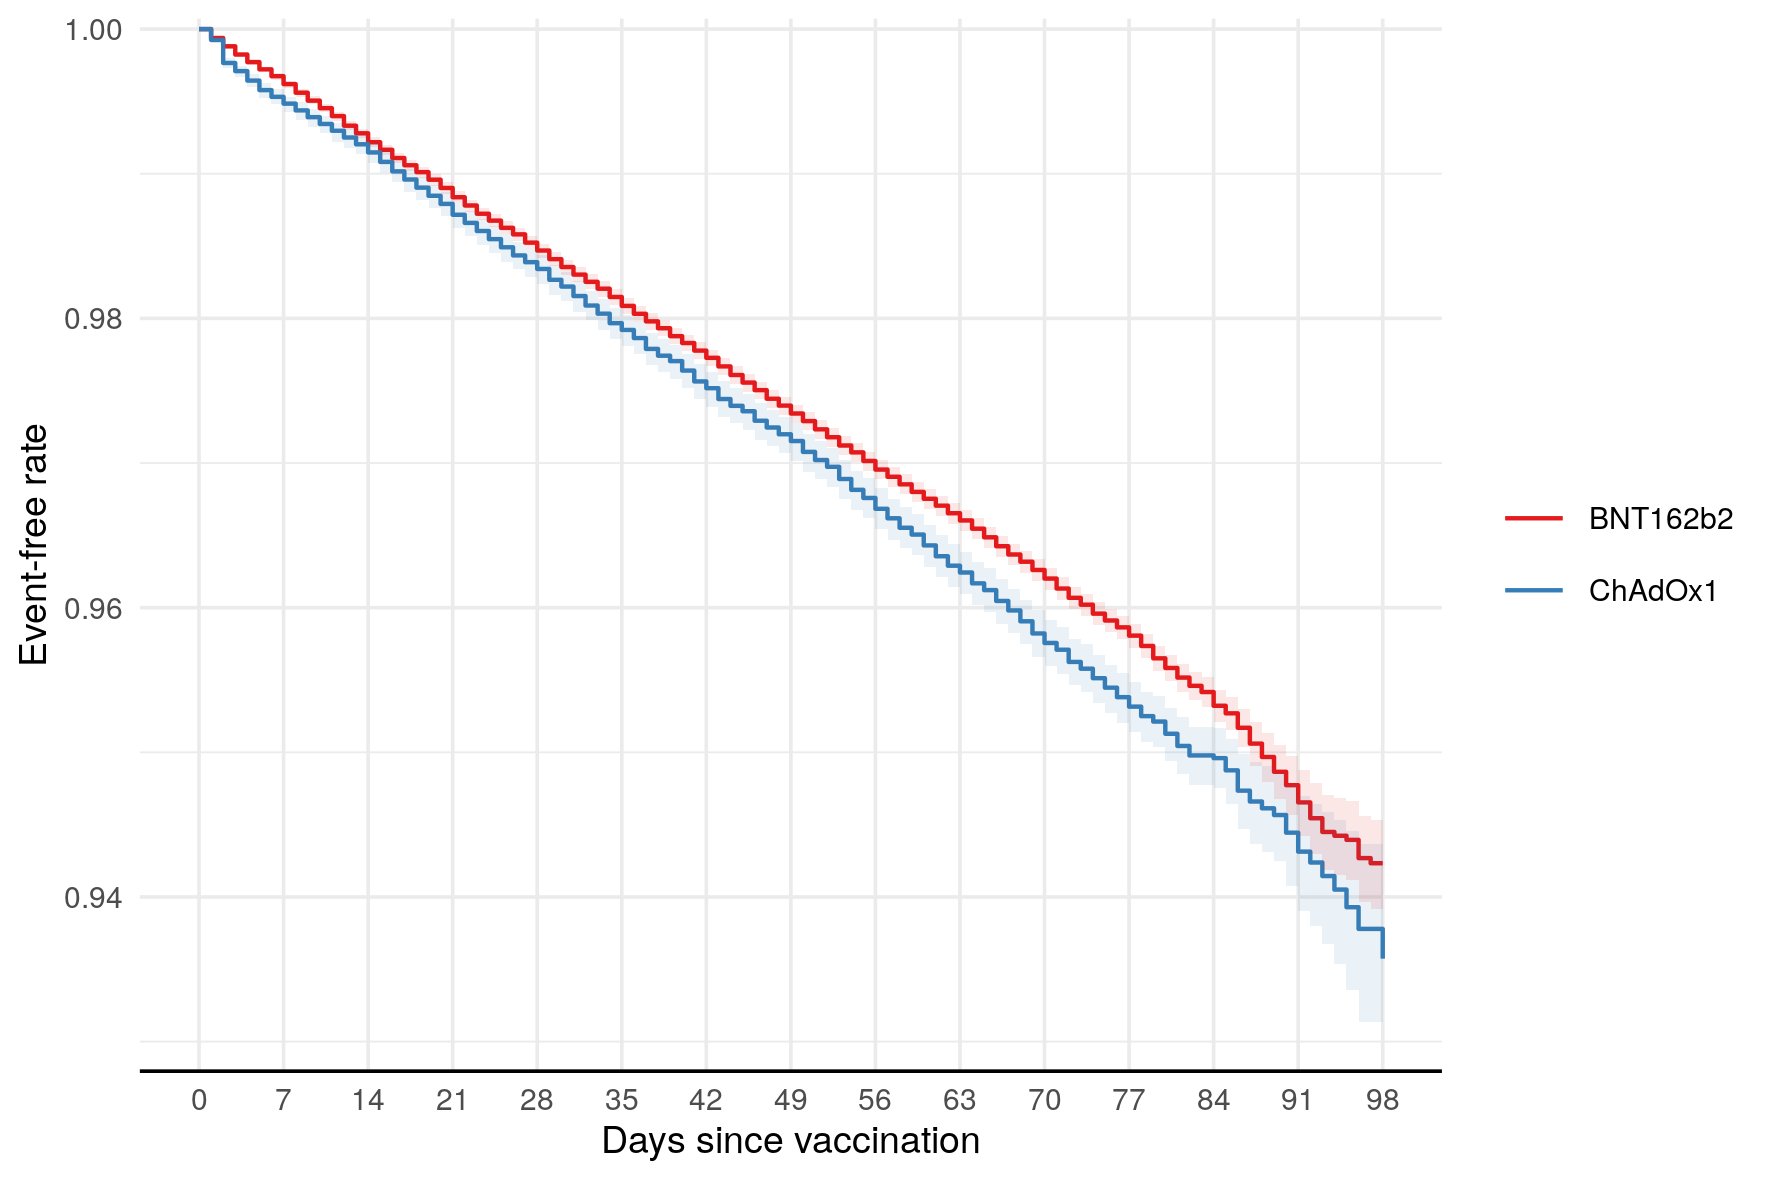 1.00
0.98
0.96
0.94
Event-free rate
0 7 14 21 28 35 42 49 56 63 70 77 84 91 98
Days since vaccination
BNT162b2
ChAdOx1